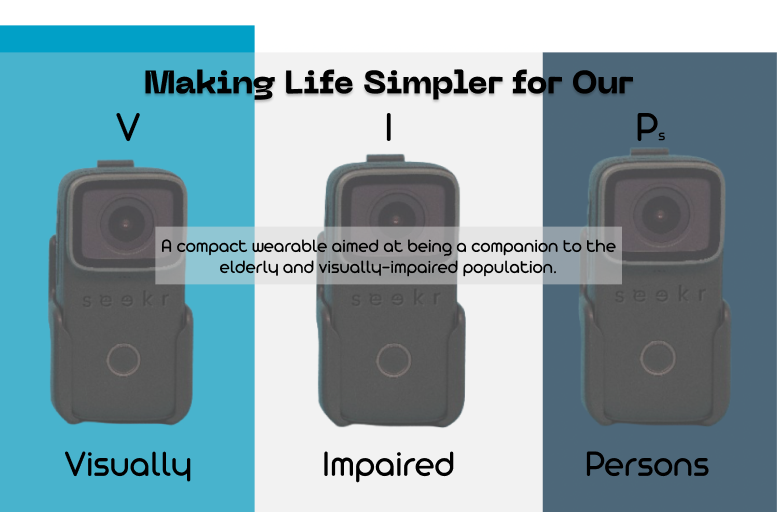 Making Life Simpler for Our
V I Ps
A compact wearable aimed at being a companion to the
elderly and visually-impaired population.
seekr seekr seekr
Visually Impaired Persons